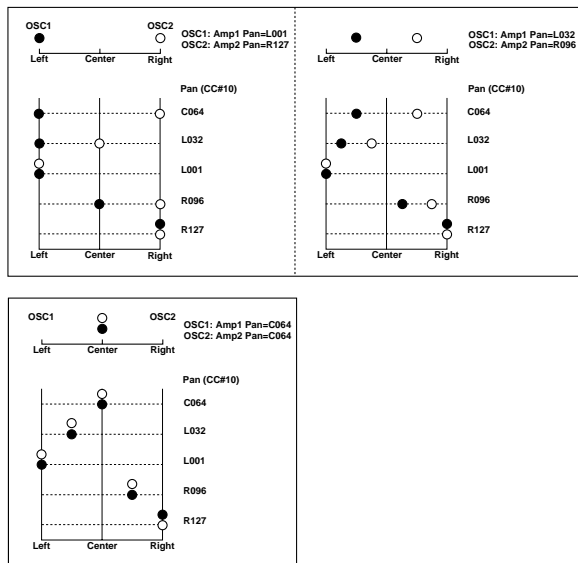 OSC1 OSC2
OSC1: Amp1 Pan=L001
OSC2: Amp2 Pan=R127
Left Center Right
Pan (CC#10)
C064
L032
L001
R096
R127
Left Center Right
OSC1: Amp1 Pan=L032
OSC2: Amp2 Pan=R096
Left Center Right
Pan (CC#10)
C064
L032
L001
R096
R127
Left Center Right
OSC1 OSC2
OSC1: Amp1 Pan=C064
OSC2: Amp2 Pan=C064
Left Center Right
Pan (CC#10)
C064
L032
L001
R096
R127
Left Center Right